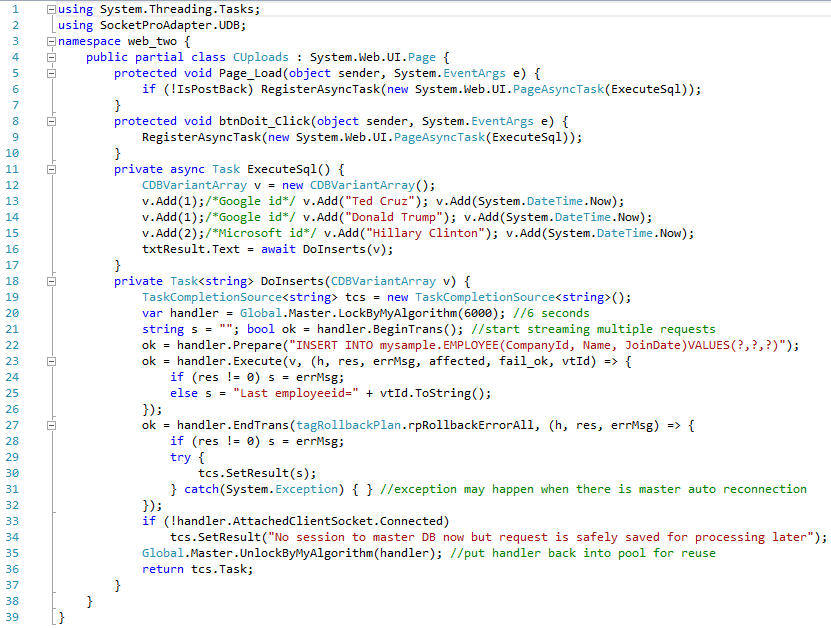 1 using System.Threading.Tasks;
2 using SocketProAdapter.UDB;
3 namespace web_two {
4 public partial class CUploads : System.Web.UI.Page {
5 protected void Page_Load(object sender, System.EventArgs e) {
6 if (!IsPostBack) RegisterAsyncTask(new System.Web.UI.PageAsyncTask(ExecuteSql));
7 }
8 protected void btnDoit_Click(object sender, System.EventArgs e) {
9 RegisterAsyncTask(new System.Web.UI.PageAsyncTask(ExecuteSql));
10 }
11 private async Task ExecuteSql() {
12 CDBVariantArray v = new CDBVariantArray();
13 v.Add(1);/*Google id*/ v.Add("Ted Cruz"); v.Add(System.DateTime.Now);
14 v.Add(1);/*Google id*/ v.Add("Donald Trump"); v.Add(System.DateTime.Now);
15 v.Add(2);/*Microsoft id*/ v.Add("Hillary Clinton"); v.Add(System.DateTime.Now);
16 txtResult.Text = await DoInserts(v);
17 }
18 private Task<string> DoInserts(CDBVariantArray v) {
19 TaskCompletionSource<string> tcs = new TaskCompletionSource<string>();
20 var handler = Global.Master.LockByMyAlgorithm(6000); //6 seconds
21 string s = ""; bool ok = handler.BeginTrans(); //start streaming multiple requests
22 ok = handler.Prepare("INSERT INTO mysample.EMPLOYEE(CompanyId, Name, JoinDate)VALUES(?,?,?)");
23 ok = handler.Execute(v, (h, res, errMsg, affected, fail_ok, vtId) => {
24 if (res != 0) s = errMsg;
25 else s = "Last employeeid=" + vtId.ToString();
26 });
27 ok = handler.EndTrans(tagRollbackPlan.rpRollbackErrorAll, (h, res, errMsg) => {
28 if (res != 0) s = errMsg;
29 try {
30 tcs.SetResult(s);
31 } catch(System.Exception) { } //exception may happen when there is master auto reconnection
32 });
33 if (!handler.AttachedClientSocket.Connected)
34 tcs.SetResult("No session to master DB now but request is safely saved for processing later");
35 Global.Master.UnlockByMyAlgorithm(handler); //put handler back into pool for reuse
36 return tcs.Task;
37 }
38 }
39 }